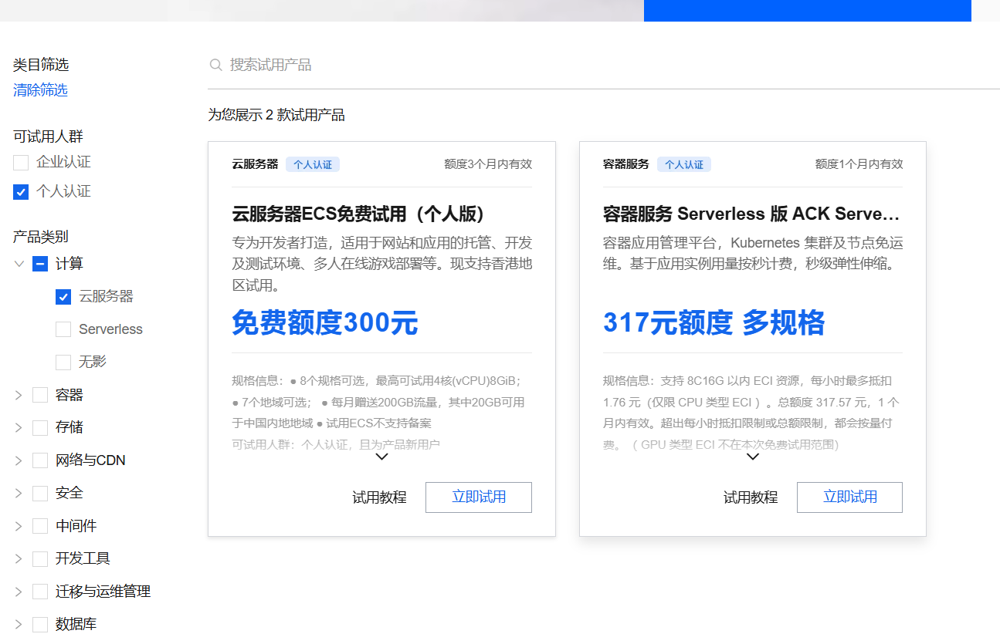 类目筛选
清除筛选
可试用人群
企业认证
个人认证
产品类别
计算
云服务器
Serverless
无影
容器
存储
网络与CDN
安全
中间件
开发工具
迁移与运维管理
数据库
搜索试用产品
为您展示 2 款试用产品
云服务器 个人认证 额度3个月内有效
云服务器ECS免费试用（个人版）
专为开发者打造，适用于网站和应用的托管、开发
及测试环境、多人在线游戏部署等。现支持香港地
区试用。
免费额度300元
规格信息：● 8个规格可选，最高可试用4核(vCPU)8GiB；
● 7个地域可选； ● 每月赠送200GB流量，其中20GB可用
于中国内地地域 ● 试用ECS不支持备案
可试用人群：个人认证，且为产品新用户
试用教程 立即试用
容器服务 个人认证 额度1个月内有效
容器服务 Serverless 版 ACK Serve...
容器应用管理平台，Kubernetes 集群及节点免运
维。基于应用实例用量按秒计费，秒级弹性伸缩。
317元额度 多规格
规格信息：支持 8C16G 以内 ECI 资源，每小时最多抵扣
1.76 元（仅限 CPU 类型 ECI ）。总额度 317.57 元，1 个
月内有效。超出每小时抵扣限制或总额限制，都会按量付
费。（ GPU 类型 ECI 不在本次免费试用范围)
试用教程 立即试用